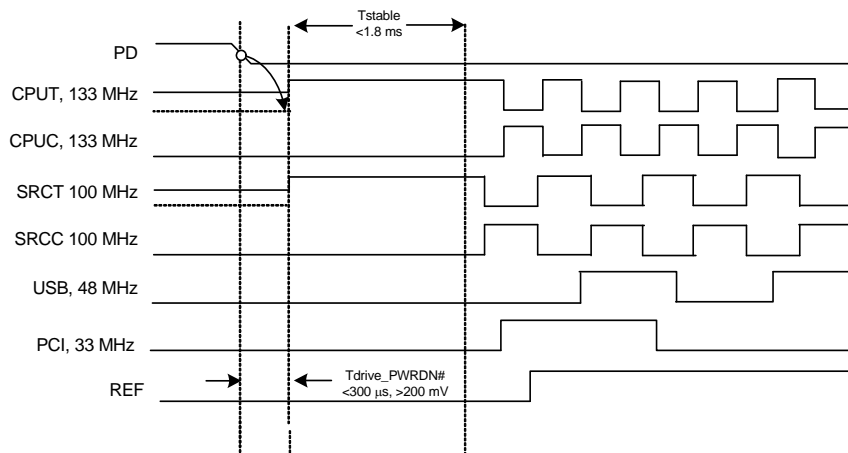 Tstable
<1.8 ms
PD
CPUT, 133 MHz
CPUC, 133 MHz
SRCT 100 MHz
SRCC 100 MHz
USB, 48 MHz
PCI, 33 MHz
Tdrive_PWRDN#
<300 μs, >200 mV
REF